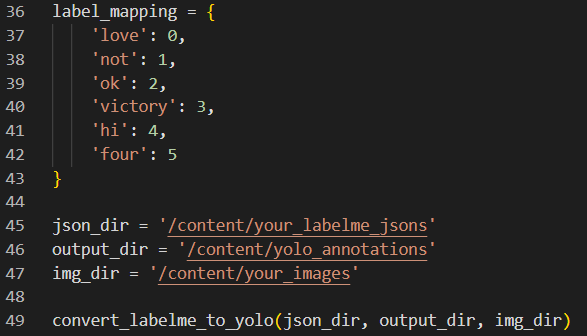 36 label_mapping = {
37     'love': 0,
38     'not': 1,
39     'ok': 2,
40     'victory': 3,
41     'hi': 4,
42     'four': 5
43 }
44
45 json_dir = '/content/your_labelme_jsons'
46 output_dir = '/content/yolo_annotations'
47 img_dir = '/content/your_images'
48
49 convert_labelme_to_yolo(json_dir, output_dir, img_dir)